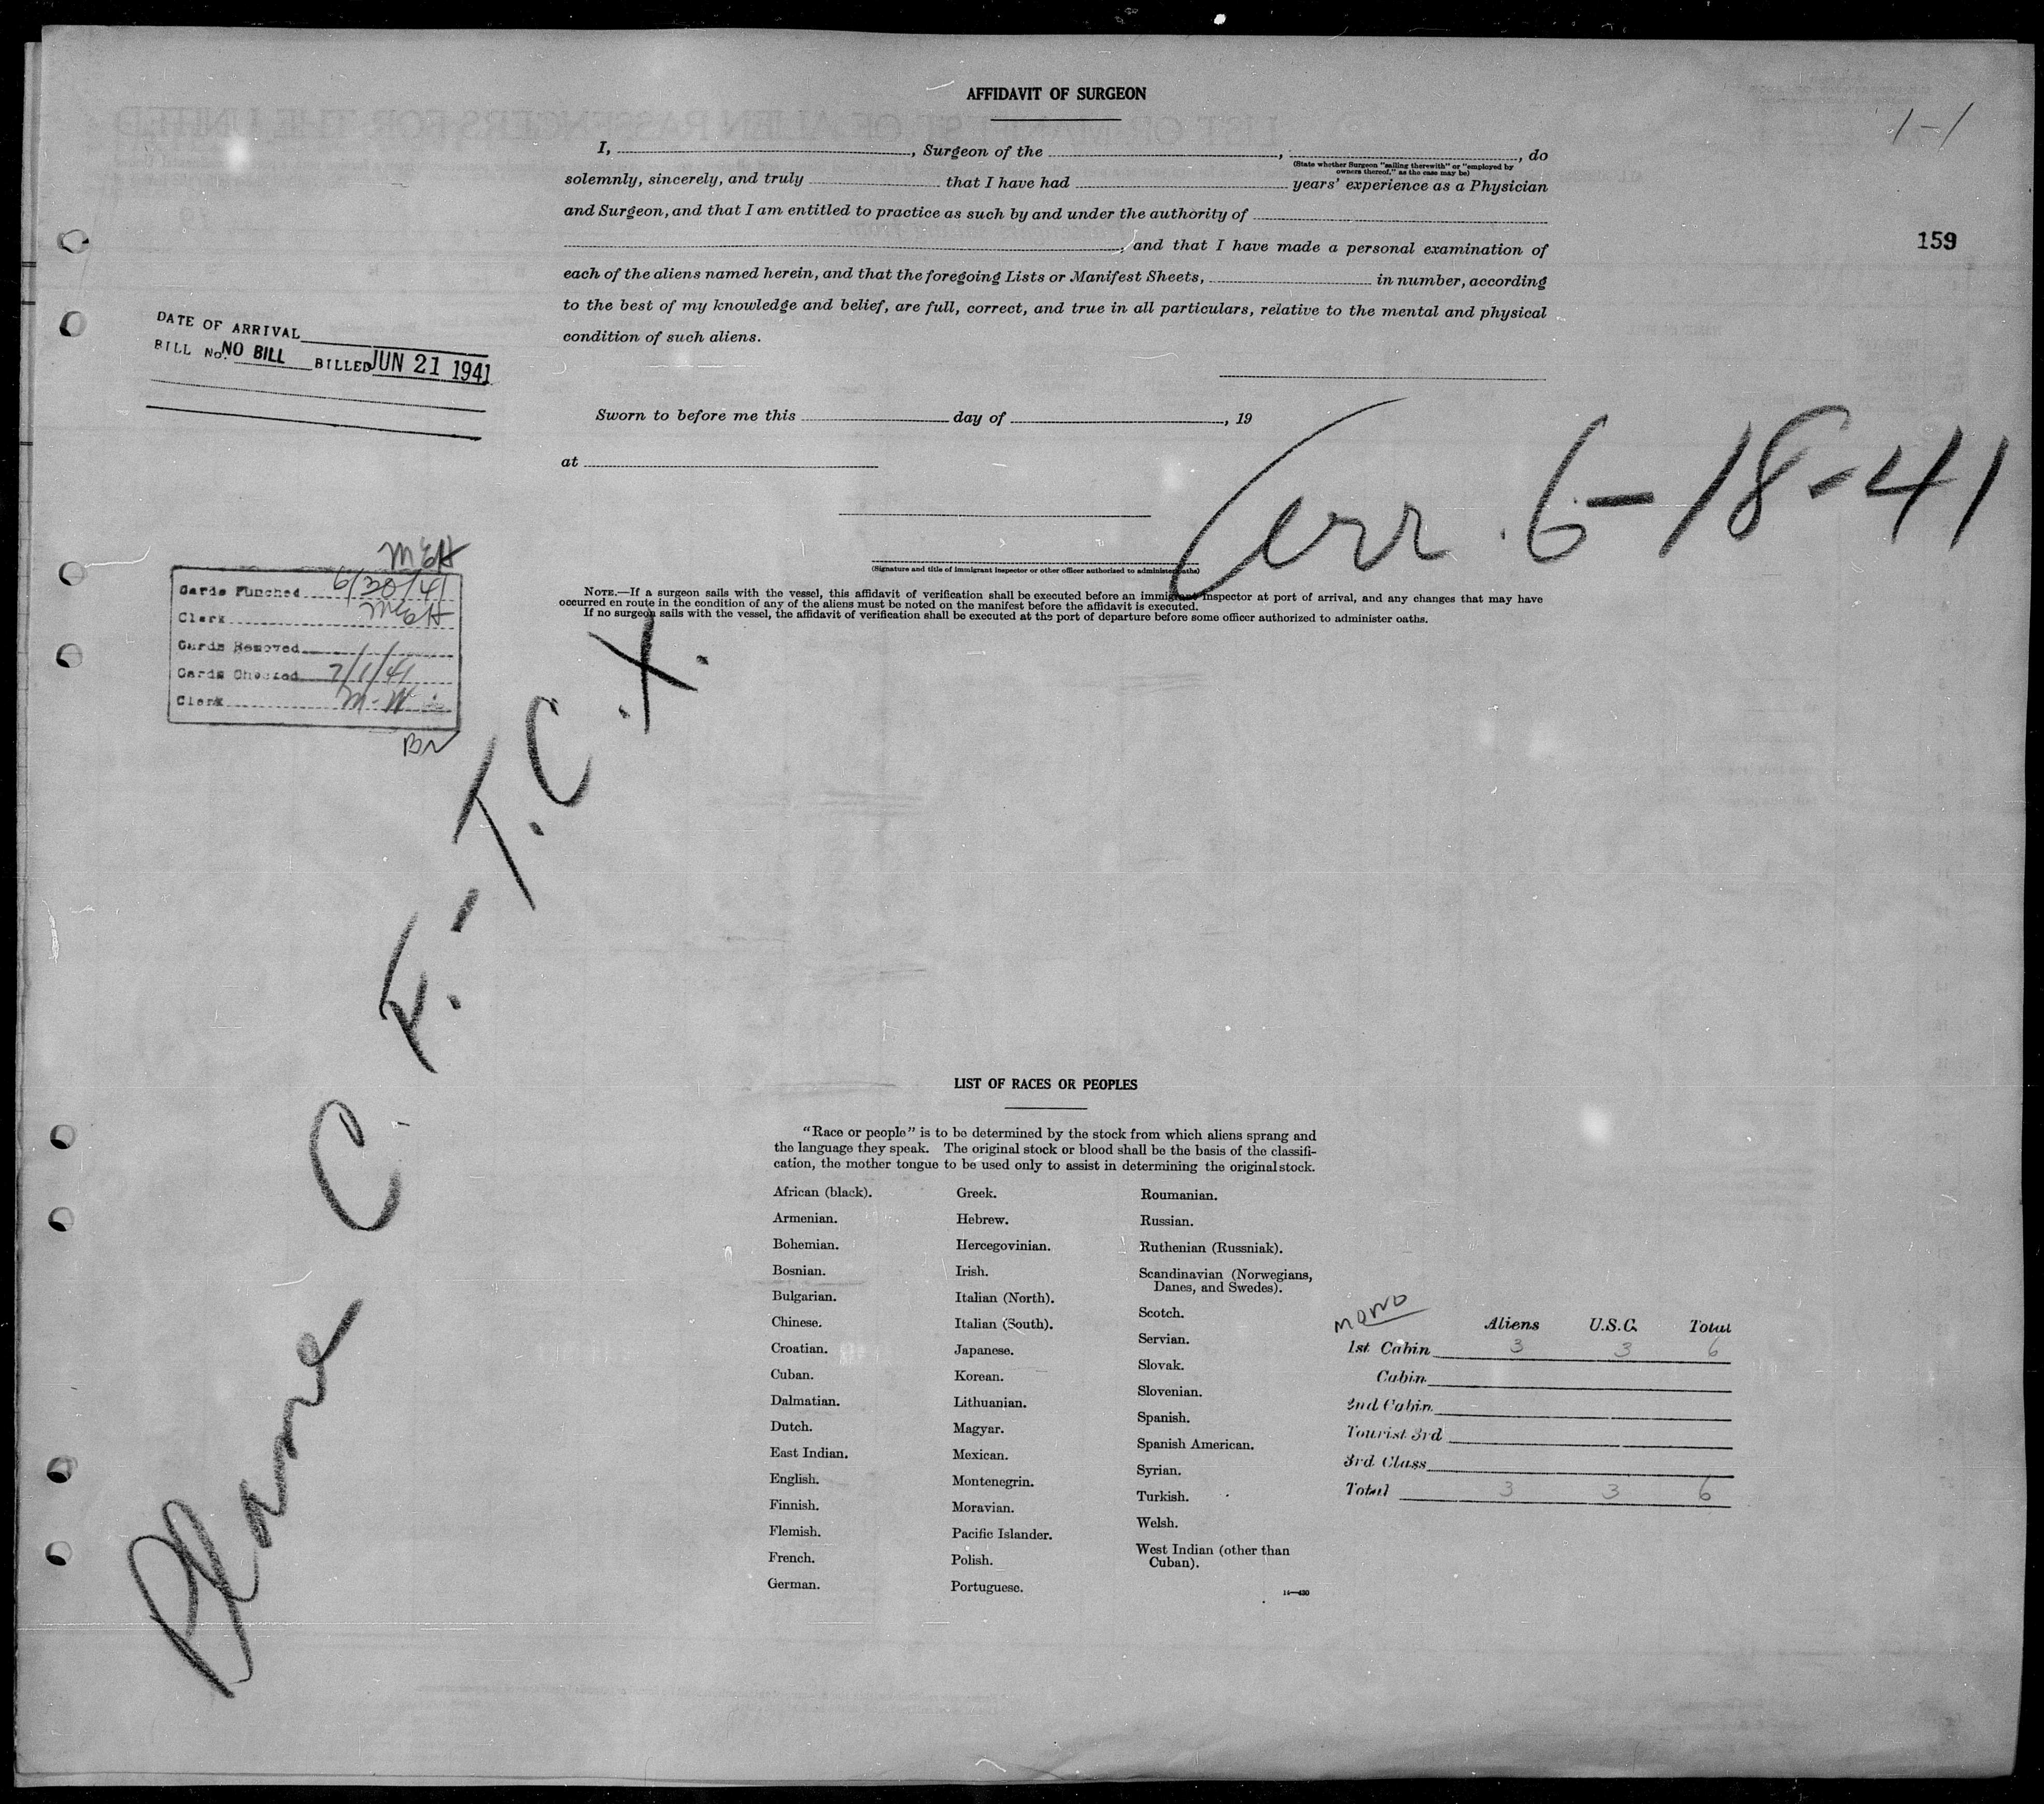 AFFIDAVIT OF SURGEON
1-1
I, , Surgeon of the , , do
(State whether Surgeon "sailing therewith" or "employed by
owners thereof," as the case may be)
solemnly, sincerely, and truly that I have had years' experience as a Physician
and Surgeon, and that I am entitled to practice as such by and under the authority of
, and that I have made a personal examination of
159
each of the aliens named herein, and that the foregoing Lists or Manifest Sheets, in number, according
to the best of my knowledge and belief, are full, correct, and true in all particulars, relative to the mental and physical
condition of such aliens.
DATE OF ARRIVAL
BILL No. NO BILL BILLED JUN 21 1941
Sworn to before me this day of , 19
at
Arr. 6-18-41
(Signature and title of immigrant inspector or other officer authorized to administer oaths)
NOTE.—If a surgeon sails with the vessel, this affidavit of verification shall be executed before an immigrant inspector at port of arrival, and any changes that may have
occurred en route in the condition of any of the aliens must be noted on the manifest before the affidavit is executed.
If no surgeon sails with the vessel, the affidavit of verification shall be executed at the port of departure before some officer authorized to administer oaths.
MEH
Cards Punched 6/30/41
Clerk MEH
Cards Removed / /
Cards Checked 7/1/41
Clerk M-W
BN
Plane C. F.-T.C.X.
LIST OF RACES OR PEOPLES
"Race or people" is to be determined by the stock from which aliens sprang and
the language they speak. The original stock or blood shall be the basis of the classifi-
cation, the mother tongue to be used only to assist in determining the original stock.
African (black).
Armenian.
Bohemian.
Bosnian.
Bulgarian.
Chinese.
Croatian.
Cuban.
Dalmatian.
Dutch.
East Indian.
English.
Finnish.
Flemish.
French.
German.
Greek.
Hebrew.
Hercegovinian.
Irish.
Italian (North).
Italian (South).
Japanese.
Korean.
Lithuanian.
Magyar.
Mexican.
Montenegrin.
Moravian.
Pacific Islander.
Polish.
Portuguese.
Roumanian.
Russian.
Ruthenian (Russniak).
Scandinavian (Norwegians,
Danes, and Swedes).
Scotch.
Servian.
Slovak.
Slovenian.
Spanish.
Spanish American.
Syrian.
Turkish.
Welsh.
West Indian (other than
Cuban).
14—430
Aliens U.S.C. Total
1st Cabin 3 3 6
Cabin
2nd Cabin
Tourist 3rd
3rd Class
Total 3 3 6